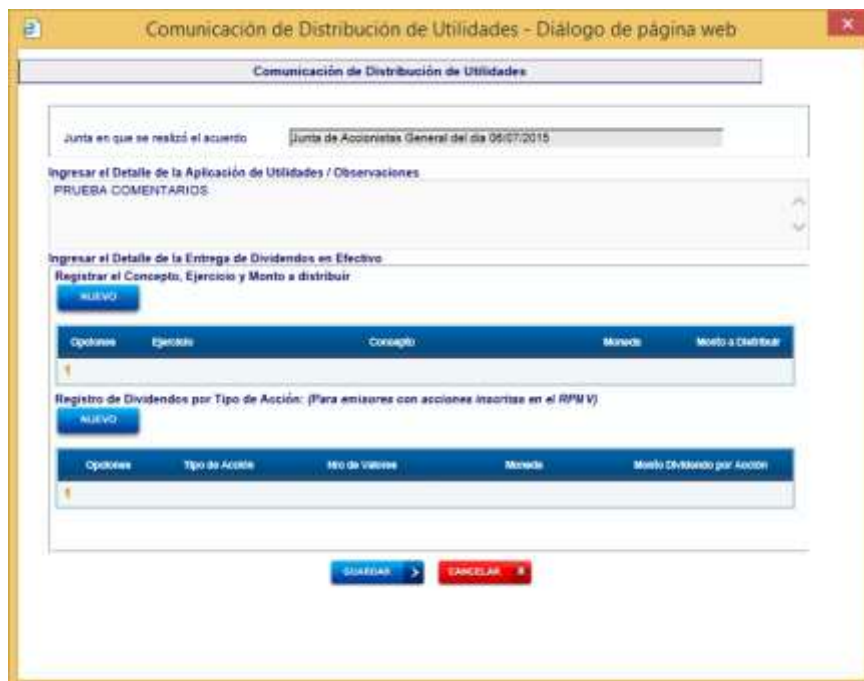 Comunicación de Distribución de Utilidades - Diálogo de página web
Comunicación de Distribución de Utilidades
Junta en que se realizó el acuerdo Junta de Accionistas General del dia 06/07/2015
Ingresar el Detalle de la Aplicación de Utilidades / Observaciones
PRUEBA COMENTARIOS
Ingresar el Detalle de la Entrega de Dividendos en Efectivo
Registrar el Concepto, Ejercicio y Monto a distribuir
NUEVO
Opciones Ejercicio Concepto Moneda Monto a Distribuir
1
Registro de Dividendos por Tipo de Acción: (Para emisores con acciones inscritas en el RPMV)
NUEVO
Opciones Tipo de Acción Nro de Valores Moneda Monto Dividendo por Acción
1
GUARDAR CANCELAR